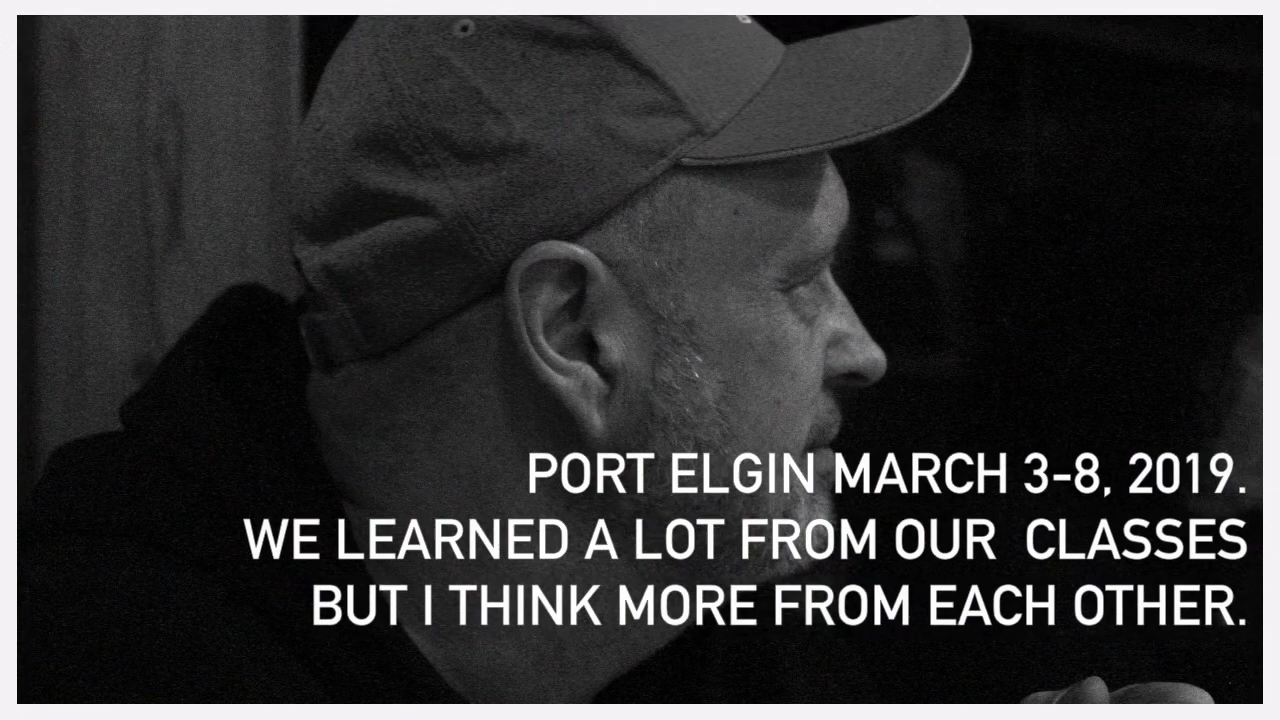 PORT ELGIN MARCH 3-8, 2019.
WE LEARNED A LOT FROM OUR  CLASSES
BUT I THINK MORE FROM EACH OTHER.